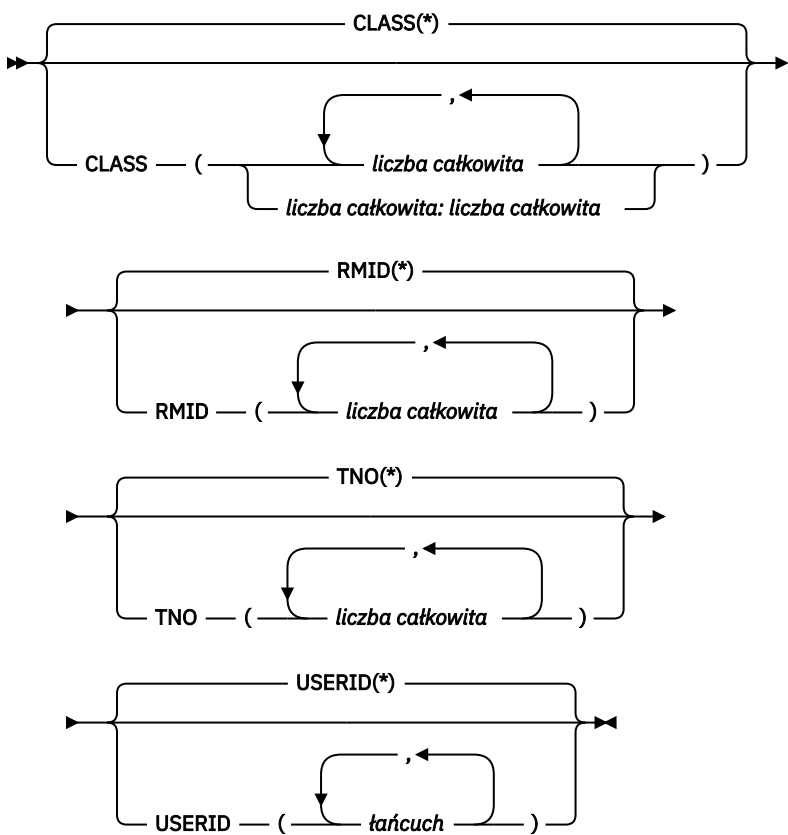 CLASS(*)
,
CLASS ( liczba całkowita )
liczba całkowita: liczba całkowita
RMID(*)
,
RMID ( liczba całkowita )
TNO(*)
,
TNO ( liczba całkowita )
USERID(*)
,
USERID ( łańcuch )